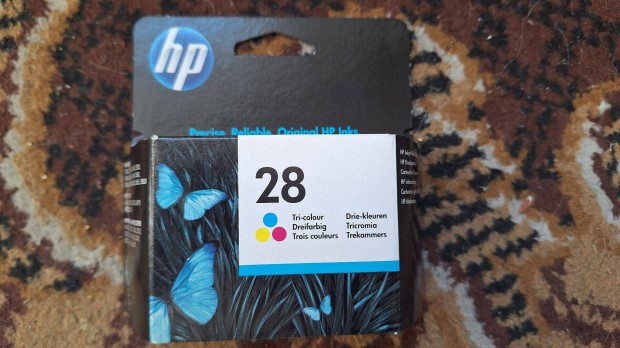 hp
Precise. Reliable. Original HP Inks
28
Tri-colour Drie-kleuren
Dreifarbig Tricromia
Trois couleurs Trekammers